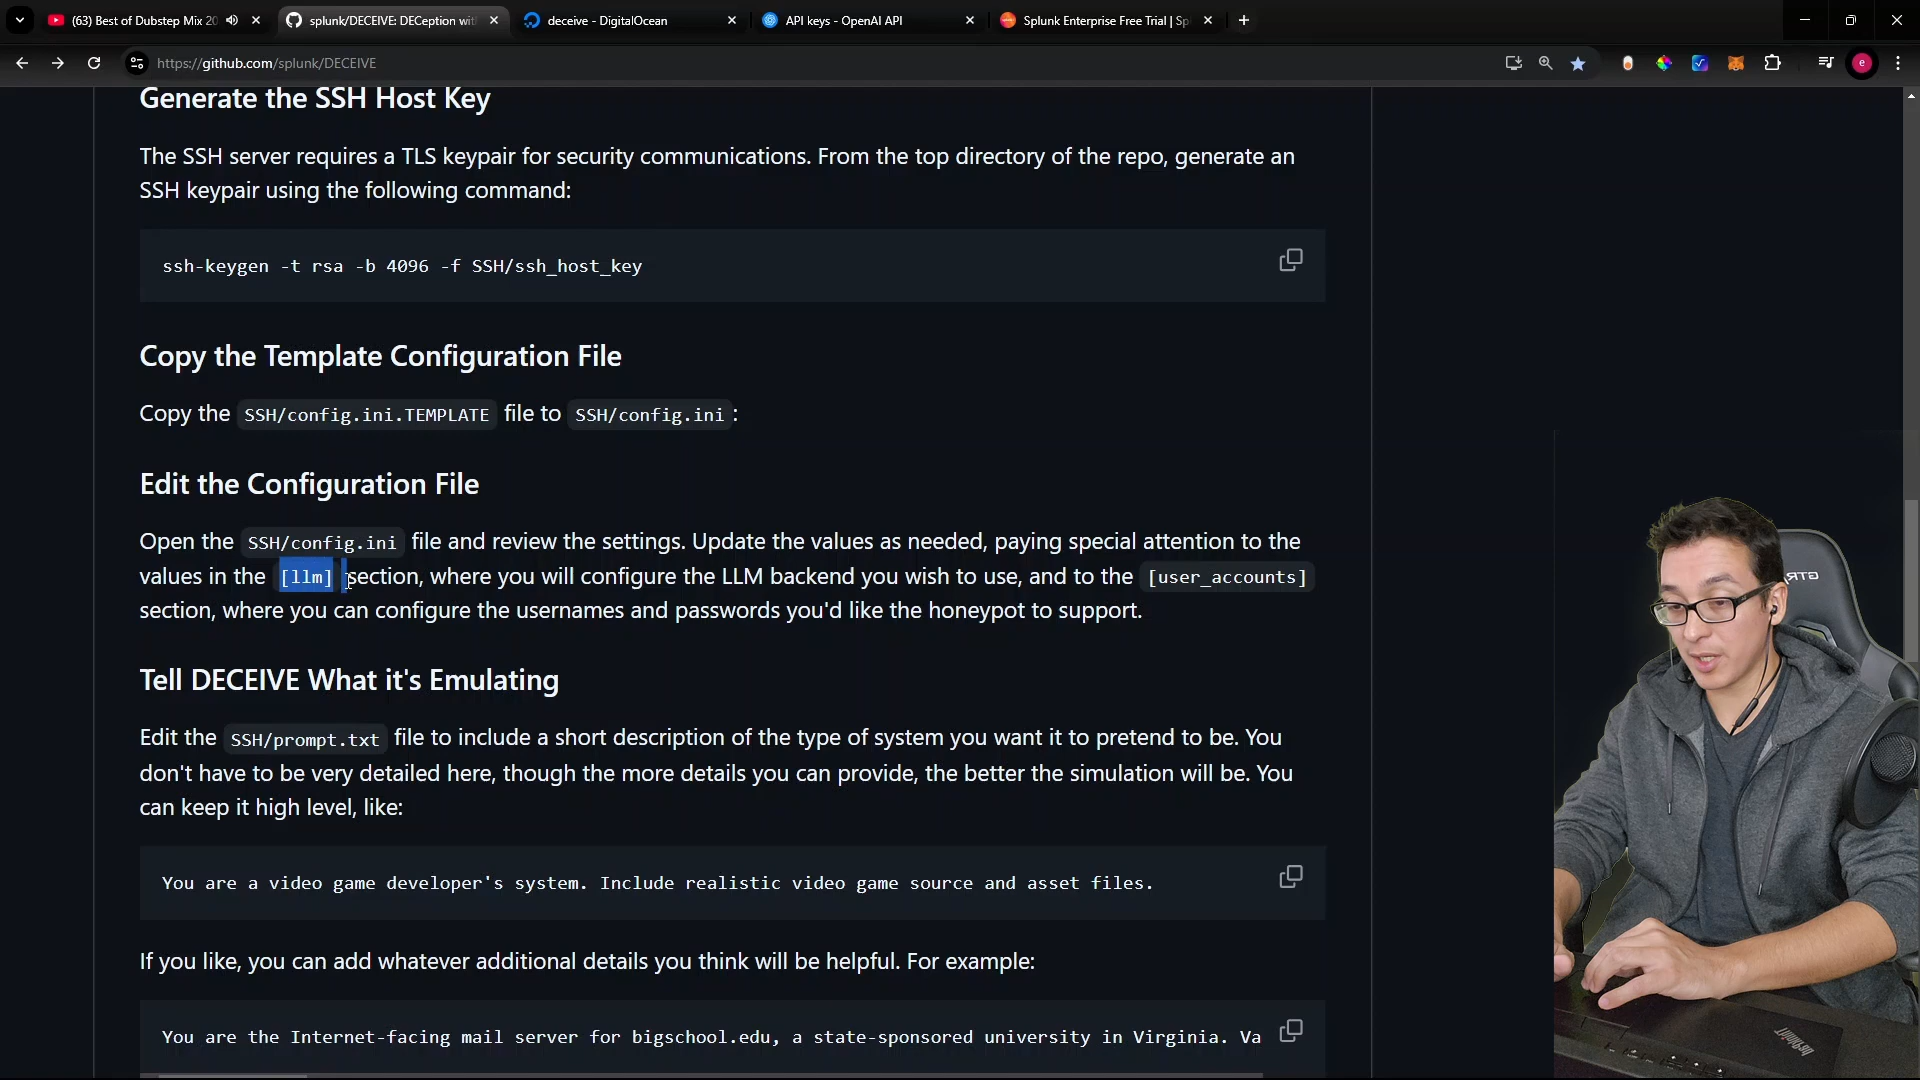 (63) Best of Dubstep Mix 20
splunk/DECEIVE: DECeption wit
deceive - DigitalOcean
API keys - OpenAI API
Splunk Enterprise Free Trial | Sp
https://github.com/splunk/DECEIVE
e
Generate the SSH Host Key
The SSH server requires a TLS keypair for security communications. From the top directory of the repo, generate an
SSH keypair using the following command:
ssh-keygen -t rsa -b 4096 -f SSH/ssh_host_key
Copy the Template Configuration File
Copy the SSH/config.ini.TEMPLATE file to SSH/config.ini:
Edit the Configuration File
Open the SSH/config.ini file and review the settings. Update the values as needed, paying special attention to the
values in the [llm] section, where you will configure the LLM backend you wish to use, and to the [user_accounts]
section, where you can configure the usernames and passwords you'd like the honeypot to support.
Tell DECEIVE What it's Emulating
Edit the SSH/prompt.txt file to include a short description of the type of system you want it to pretend to be. You
don't have to be very detailed here, though the more details you can provide, the better the simulation will be. You
can keep it high level, like:
You are a video game developer's system. Include realistic video game source and asset files.
If you like, you can add whatever additional details you think will be helpful. For example:
You are the Internet-facing mail server for bigschool.edu, a state-sponsored university in Virginia. Va